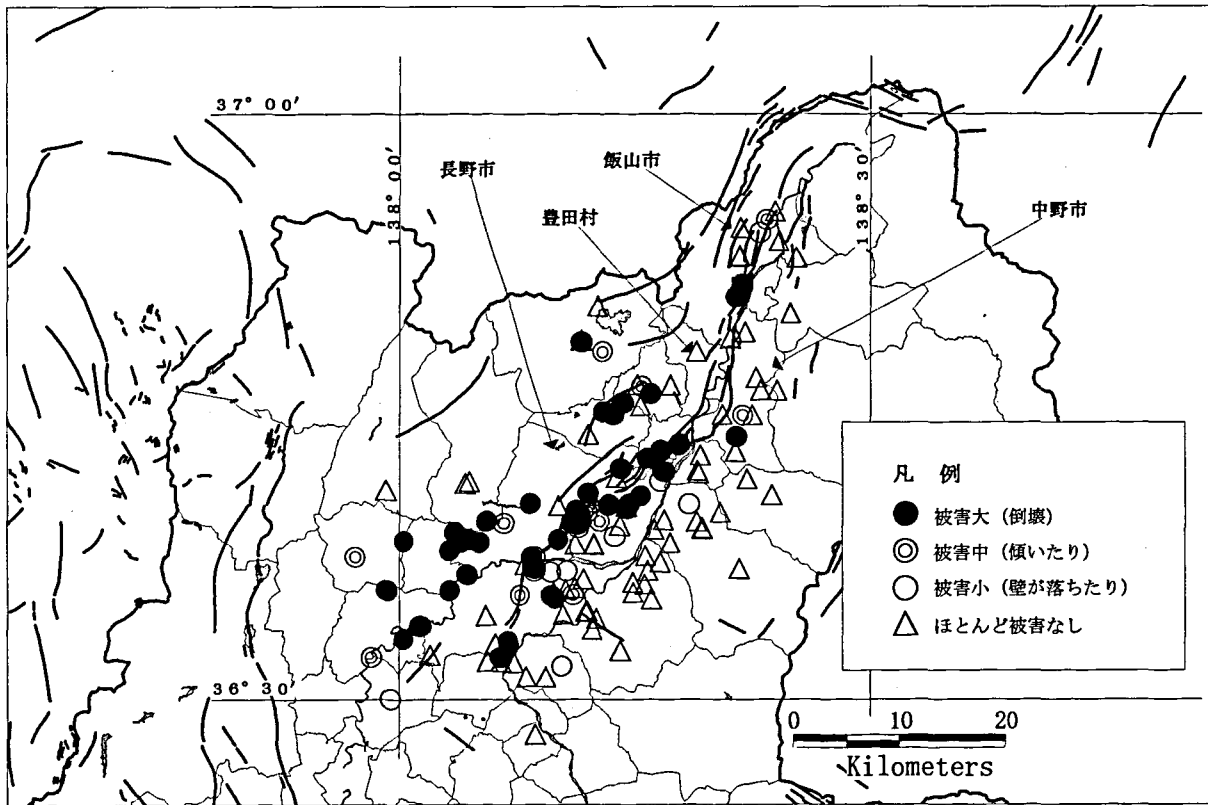 37° 00′
138° 00′
138° 30′
長野市
飯山市
豊田村
中野市
凡 例
被害大（倒壊）
被害中（傾いたり）
被害小（壁が落ちたり）
ほとんど被害なし
36° 30′
0 10 20
Kilometers